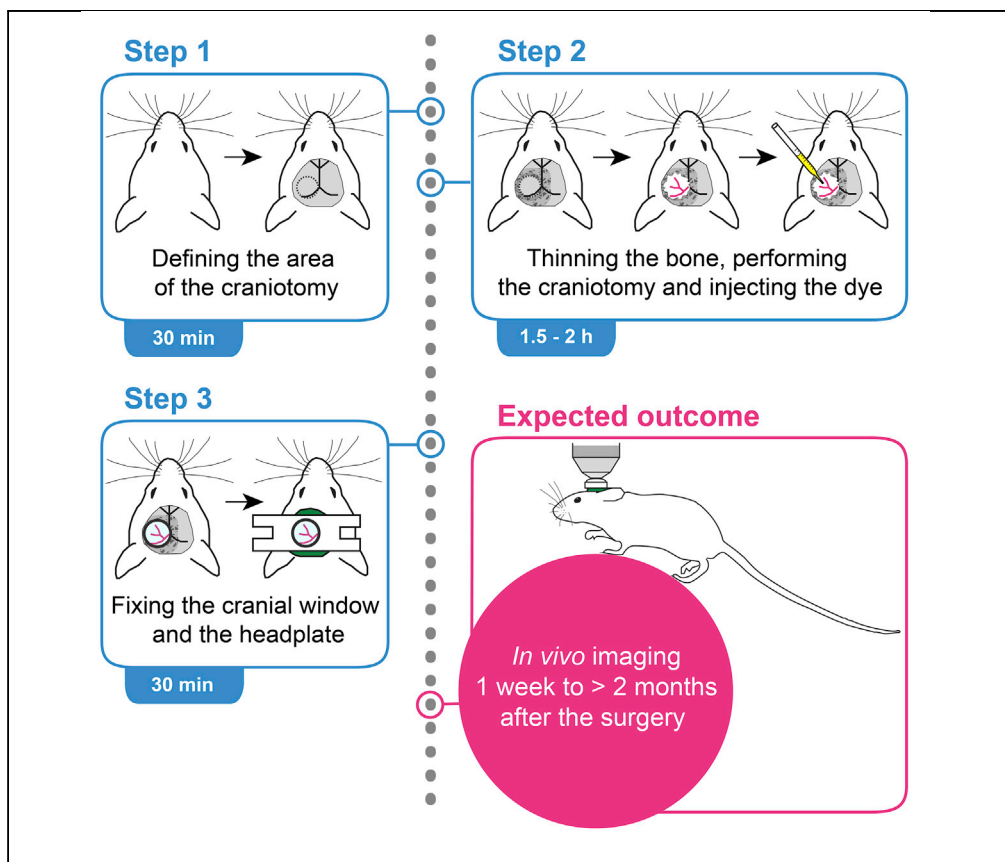 Step 1
Defining the area
of the craniotomy
30 min
Step 2
Thinning the bone, performing
the craniotomy and injecting the dye
1.5 - 2 h
Step 3
Fixing the cranial window
and the headplate
30 min
Expected outcome
In vivo imaging
1 week to > 2 months
after the surgery